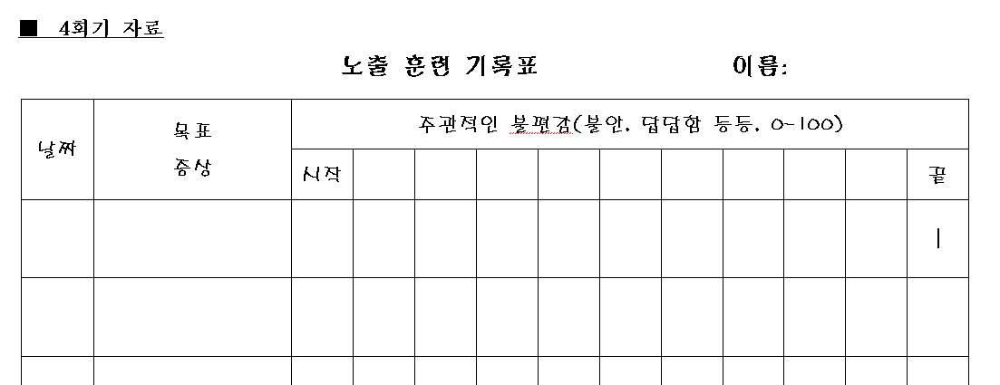 ■ 4회기 자료
노출 훈련 기록표 이름:
날짜 목표 증상 주관적인 불편감(불안, 답답함 등등, 0-100)
시작 끝